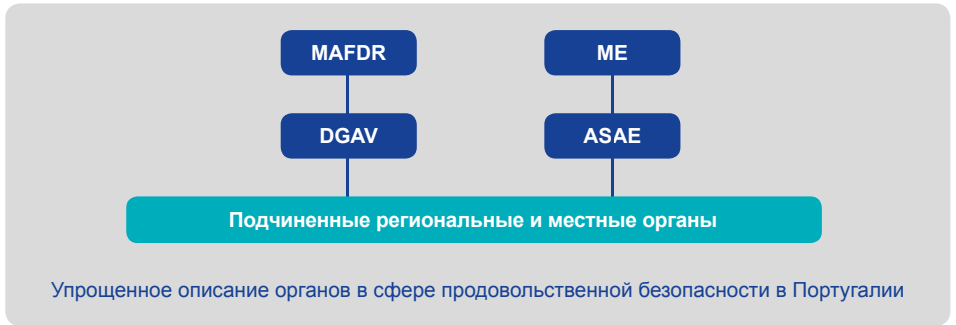 MAFDR ME
DGAV ASAE
Подчиненные региональные и местные органы
Упрощенное описание органов в сфере продовольственной безопасности в Португалии